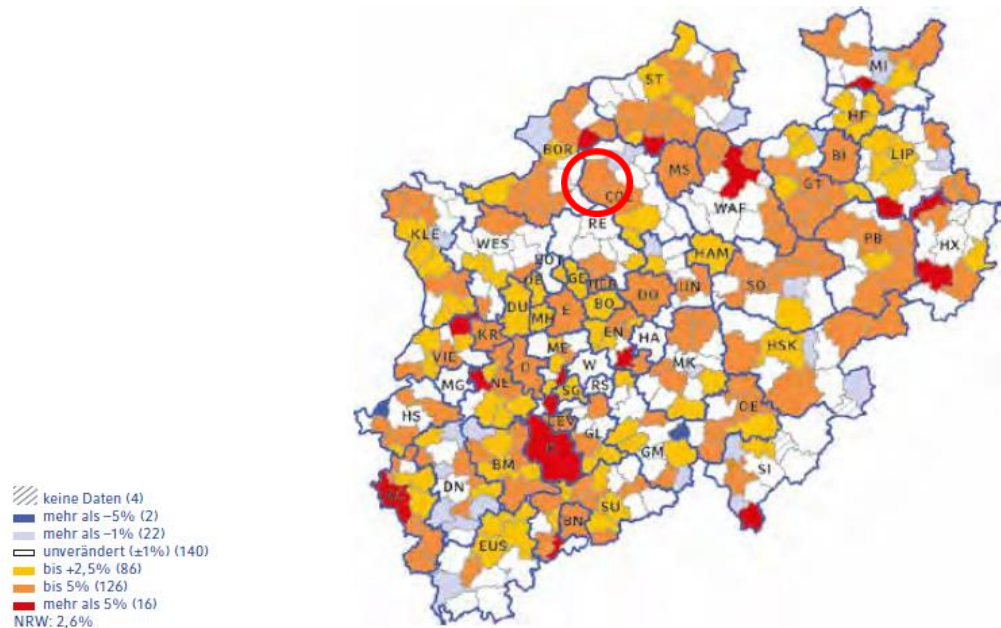 MI
ST
HF
BOR
BI
LIP
MS
GT
COE
WAF
RE
PB
HX
KLE
WES
BOT
HAM
OB
GE
HER
UN
SO
DU
BO
DO
MH
E
EN
HA
KR
ME
HSK
VIE
D
W
MK
MG
NE
SG
RS
OE
HS
LEV
GL
K
GM
BM
SI
DN
SU
BN
EUS
keine Daten (4)
mehr als –5% (2)
mehr als –1% (22)
unverändert (±1%) (140)
bis +2,5% (86)
bis 5% (126)
mehr als 5% (16)
NRW: 2,6%